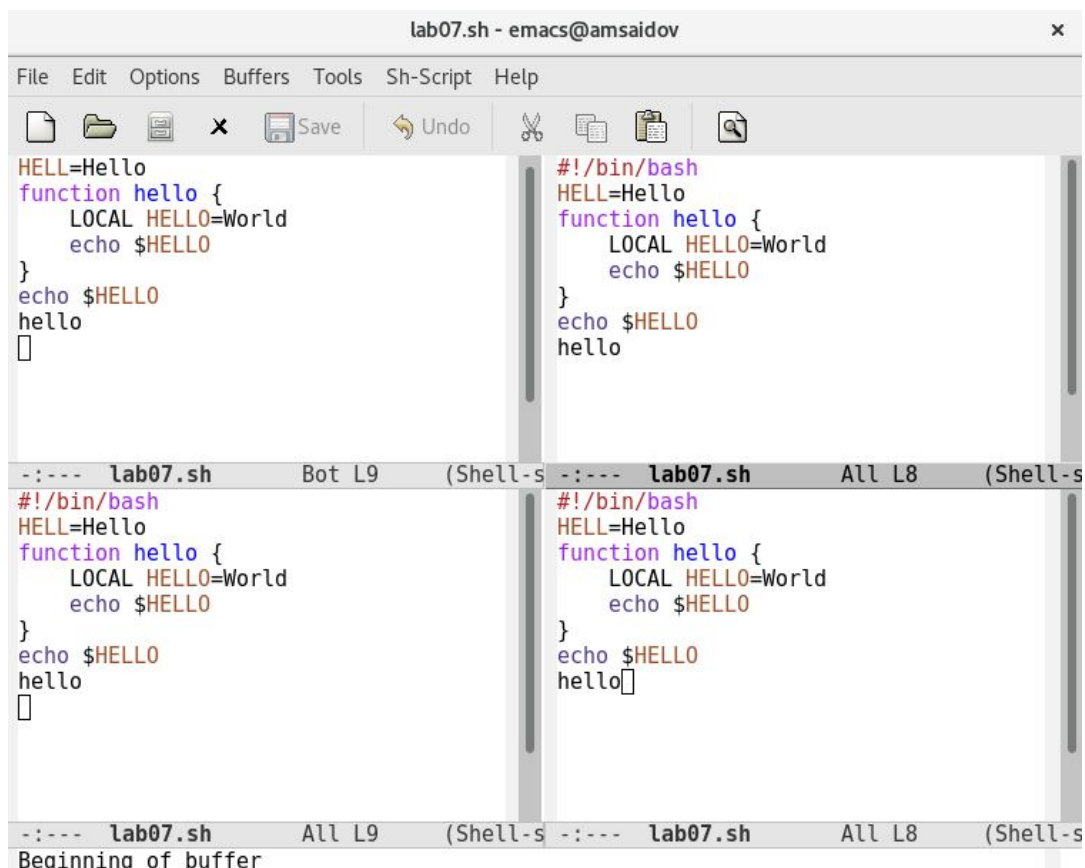 lab07.sh - emacs@amsaidov ×
File Edit Options Buffers Tools Sh-Script Help
Save Undo
HELL=Hello
function hello {
    LOCAL HELLO=World
    echo $HELLO
}
echo $HELLO
hello
-:--- lab07.sh Bot L9 (Shell-s
#!/bin/bash
HELL=Hello
function hello {
    LOCAL HELLO=World
    echo $HELLO
}
echo $HELLO
hello
-:--- lab07.sh All L8 (Shell-s
#!/bin/bash
HELL=Hello
function hello {
    LOCAL HELLO=World
    echo $HELLO
}
echo $HELLO
hello
-:--- lab07.sh All L9 (Shell-s
#!/bin/bash
HELL=Hello
function hello {
    LOCAL HELLO=World
    echo $HELLO
}
echo $HELLO
hello
-:--- lab07.sh All L8 (Shell-s
Beginning of buffer